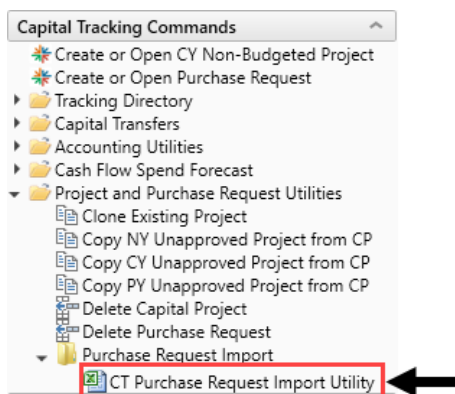 Capital Tracking Commands
Create or Open CY Non-Budgeted Project
Create or Open Purchase Request
Tracking Directory
Capital Transfers
Accounting Utilities
Cash Flow Spend Forecast
Project and Purchase Request Utilities
Clone Existing Project
Copy NY Unapproved Project from CP
Copy CY Unapproved Project from CP
Copy PY Unapproved Project from CP
Delete Capital Project
Delete Purchase Request
Purchase Request Import
CT Purchase Request Import Utility